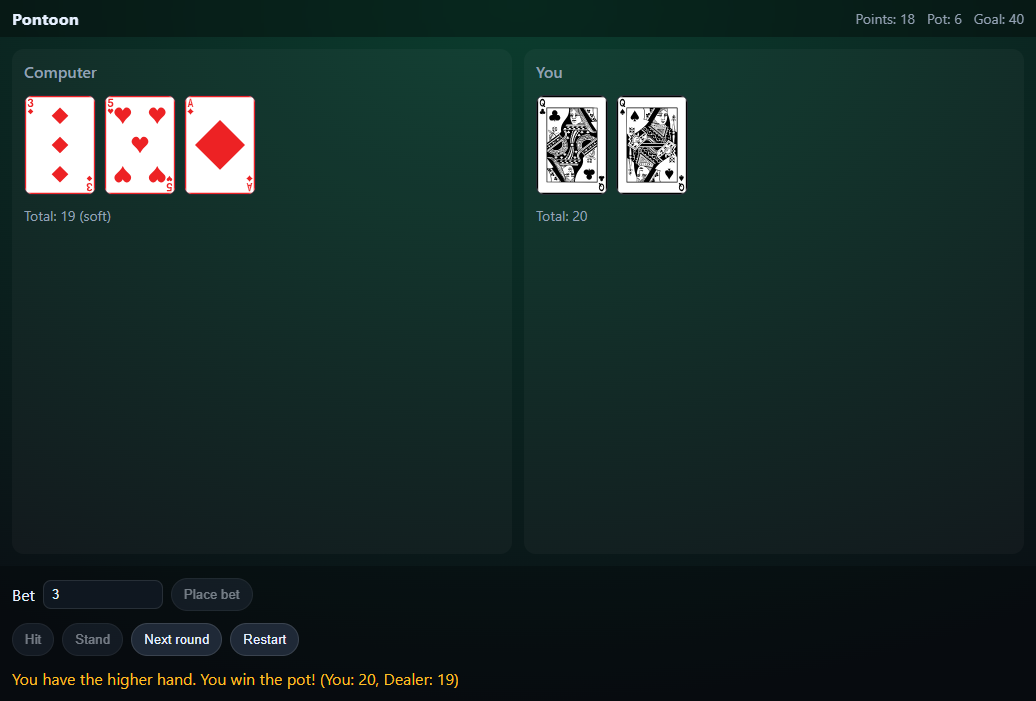 Pontoon
Points: 18 Pot: 6 Goal: 40
Computer
3 3 5 5 A A
Total: 19 (soft)
You
Q Q Q Q
Total: 20
Bet 3 Place bet
Hit Stand Next round Restart
You have the higher hand. You win the pot! (You: 20, Dealer: 19)